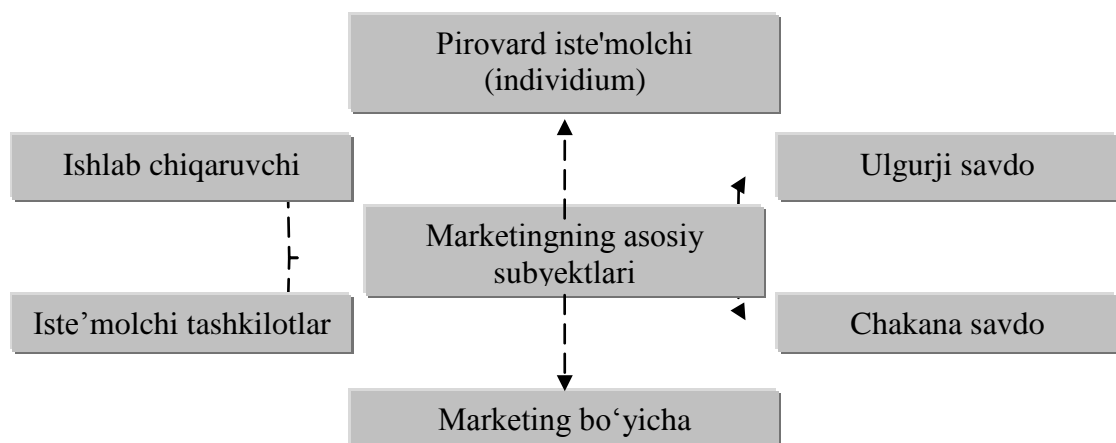 Pirovard iste'molchi
(individium)
Ishlab chiqaruvchi
Ulgurji savdo
Marketingning asosiy
subyektlari
Iste’molchi tashkilotlar
Chakana savdo
Marketing bo‘yicha